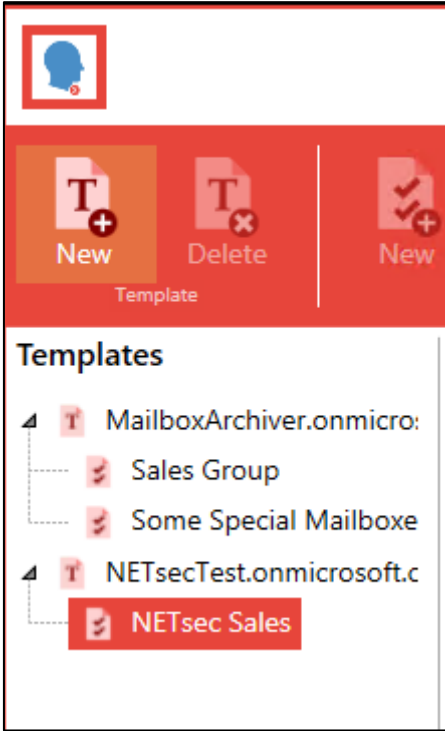 New Delete New
Template
Templates
MailboxArchiver.onmicros
Sales Group
Some Special Mailboxe
NETsecTest.onmicrosoft.c
NETsec Sales